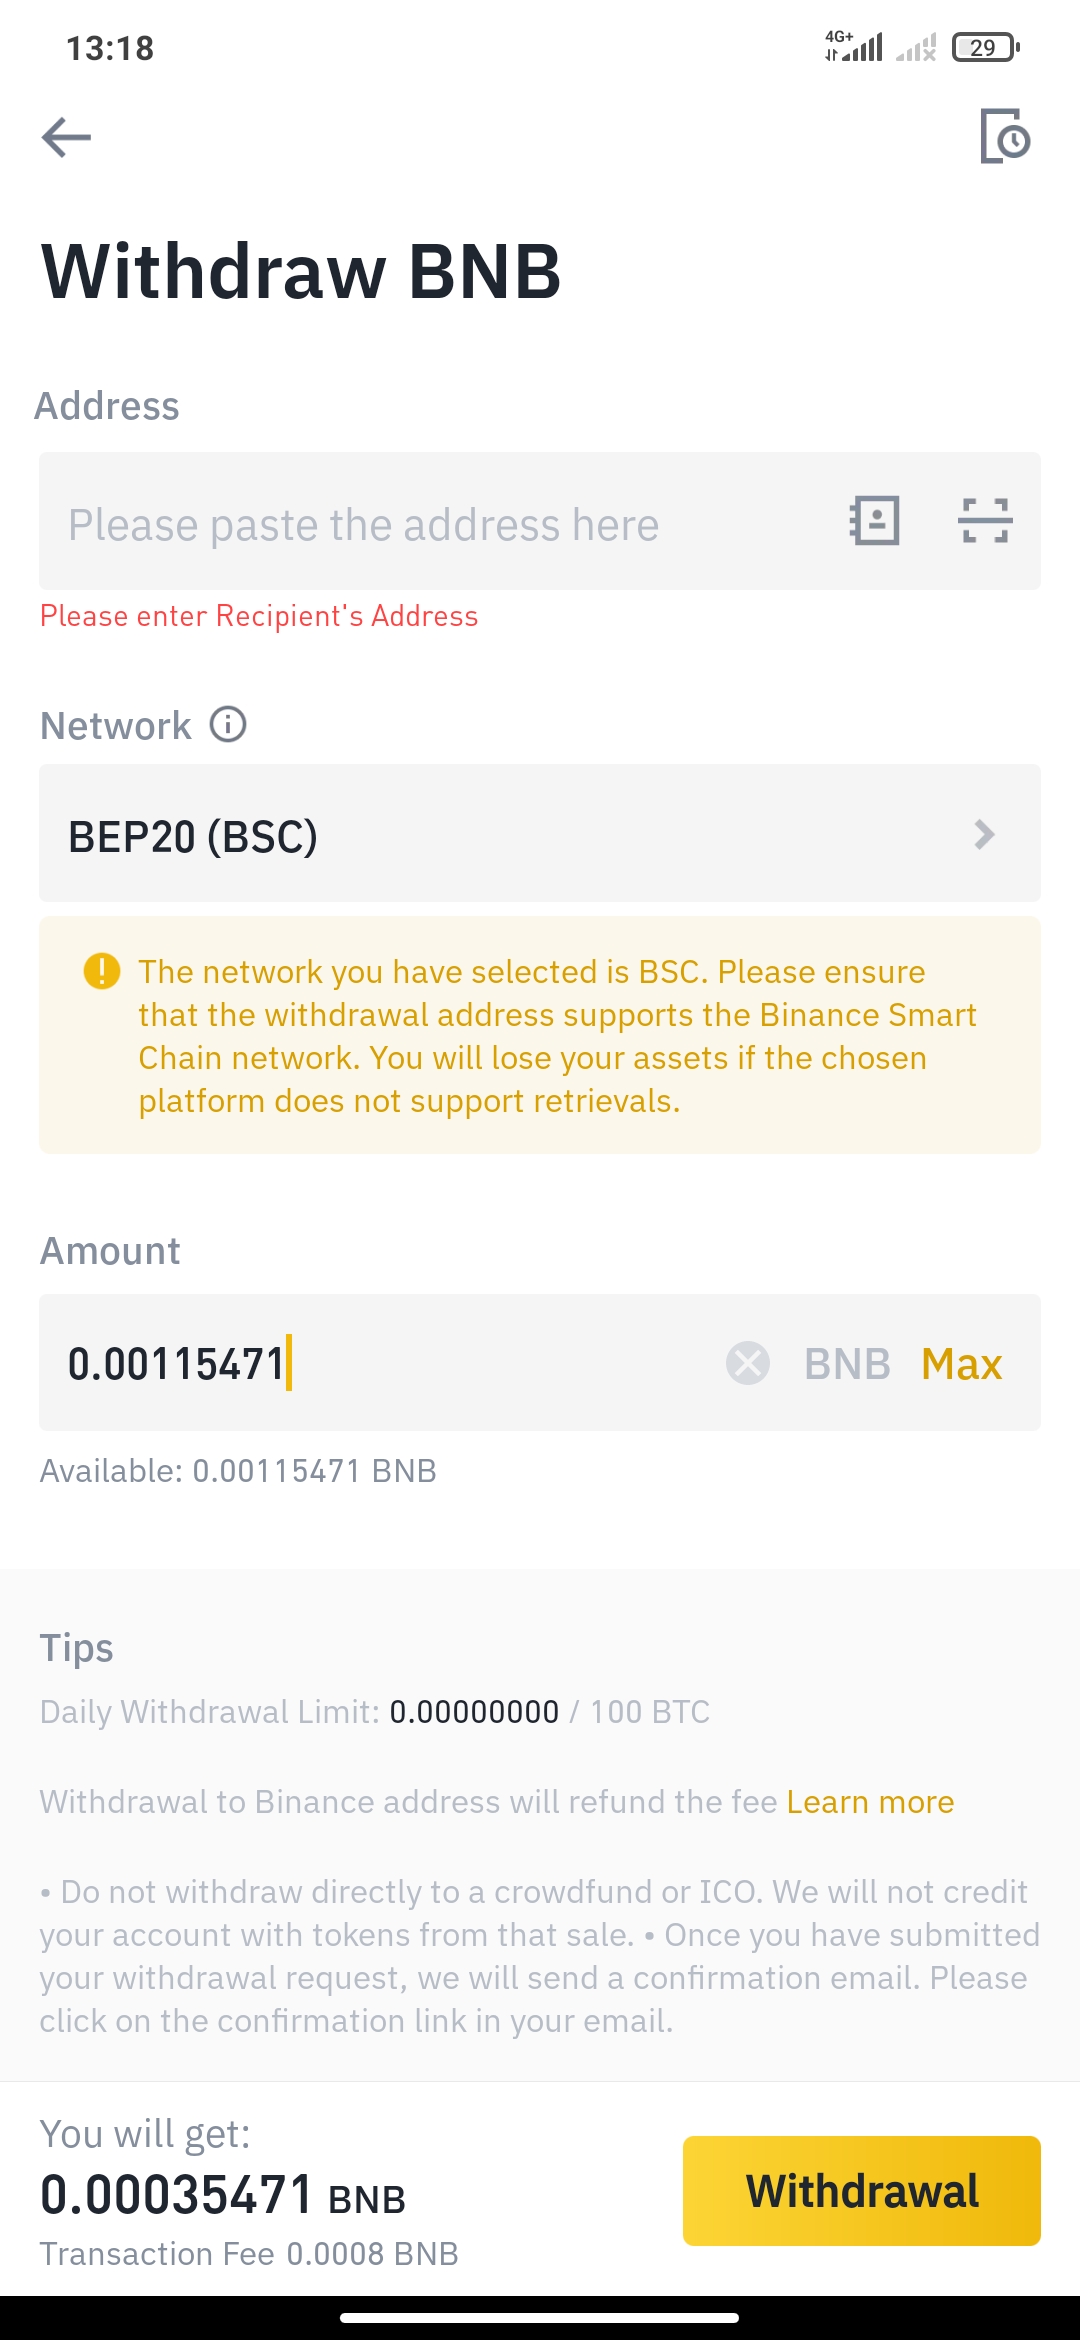 13:18
4G+
29
Withdraw BNB
Address
Please paste the address here
Please enter Recipient's Address
Network
BEP20 (BSC)
The network you have selected is BSC. Please ensure
that the withdrawal address supports the Binance Smart
Chain network. You will lose your assets if the chosen
platform does not support retrievals.
Amount
0.00115471 BNB Max
Available: 0.00115471 BNB
Tips
Daily Withdrawal Limit: 0.00000000 / 100 BTC
Withdrawal to Binance address will refund the fee Learn more
• Do not withdraw directly to a crowdfund or ICO. We will not credit
your account with tokens from that sale. • Once you have submitted
your withdrawal request, we will send a confirmation email. Please
click on the confirmation link in your email.
You will get:
0.00035471 BNB
Transaction Fee 0.0008 BNB
Withdrawal